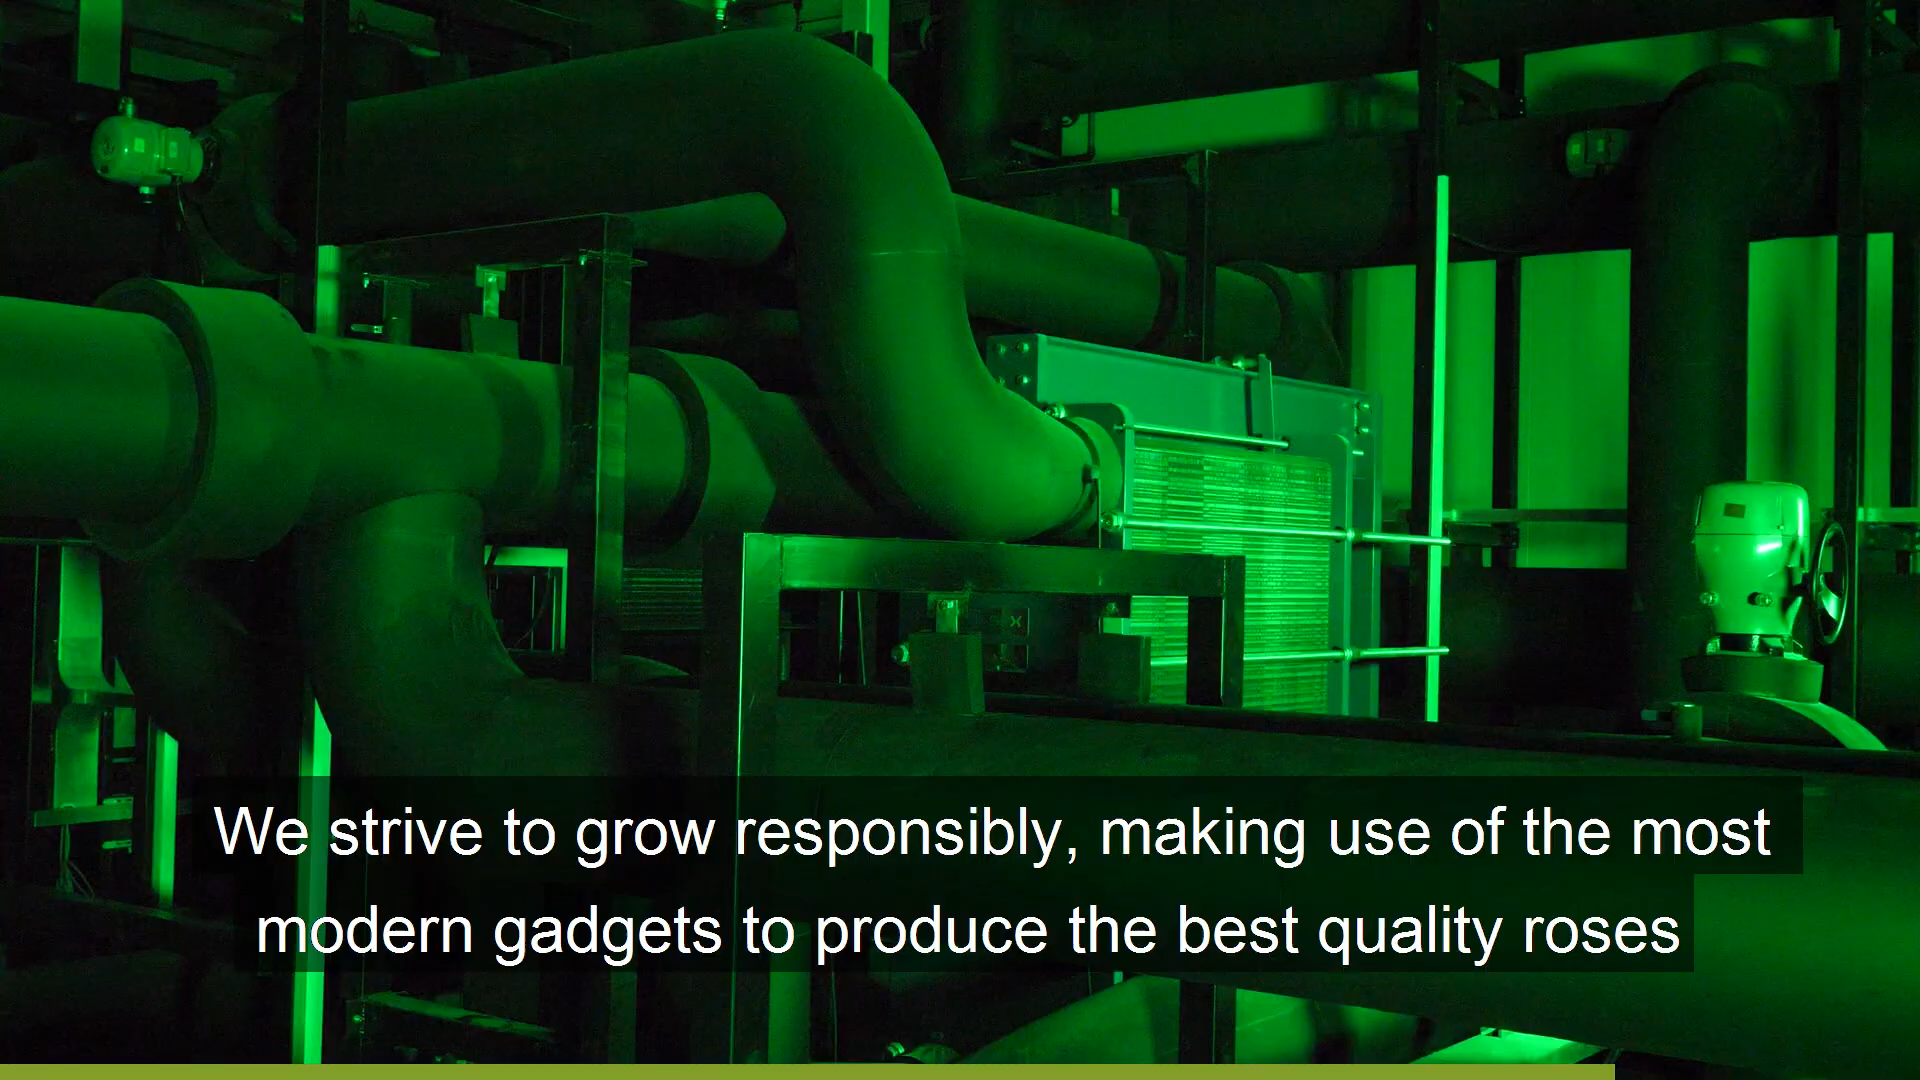 We strive to grow responsibly, making use of the most
modern gadgets to produce the best quality roses